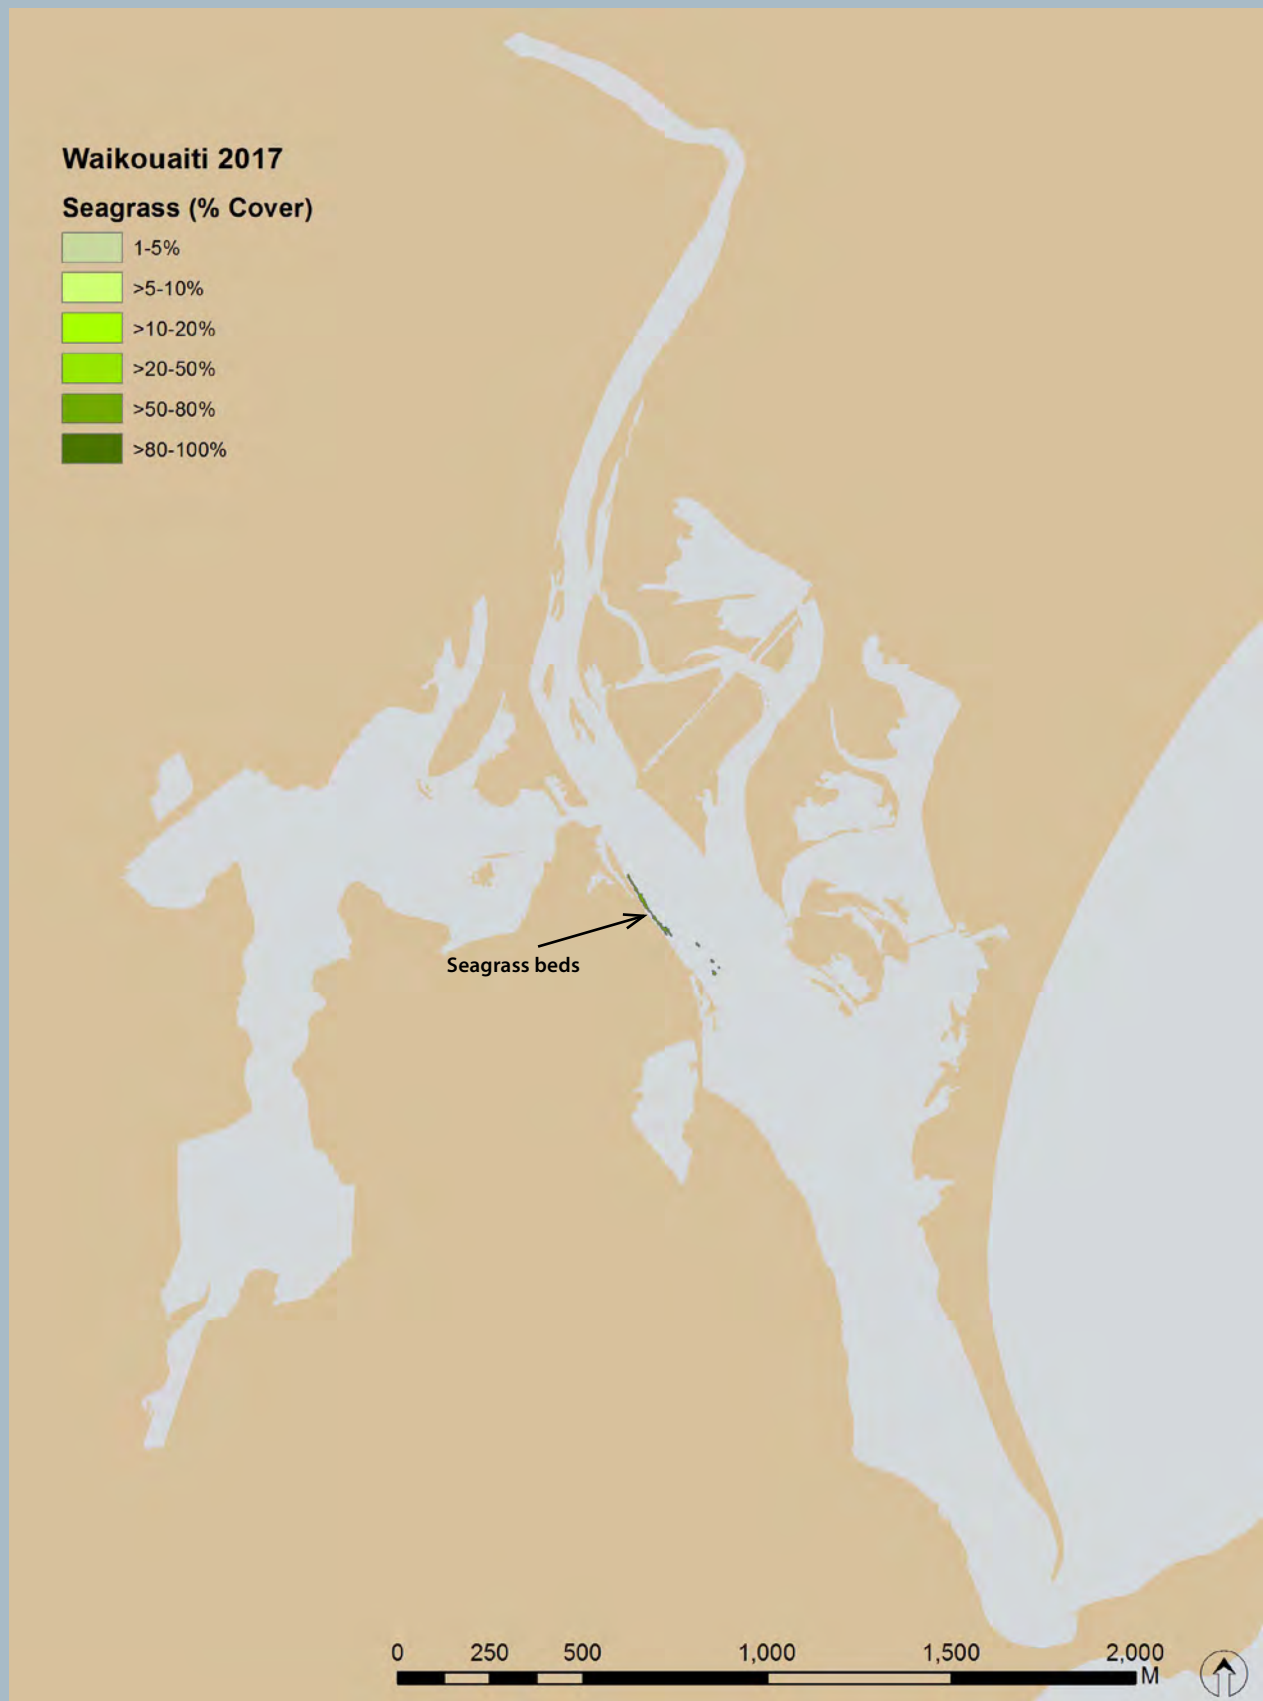 Waikouaiti 2017
Seagrass (% Cover)
1-5%
>5-10%
>10-20%
>20-50%
>50-80%
>80-100%
Seagrass beds
0 250 500 1,000 1,500 2,000
M